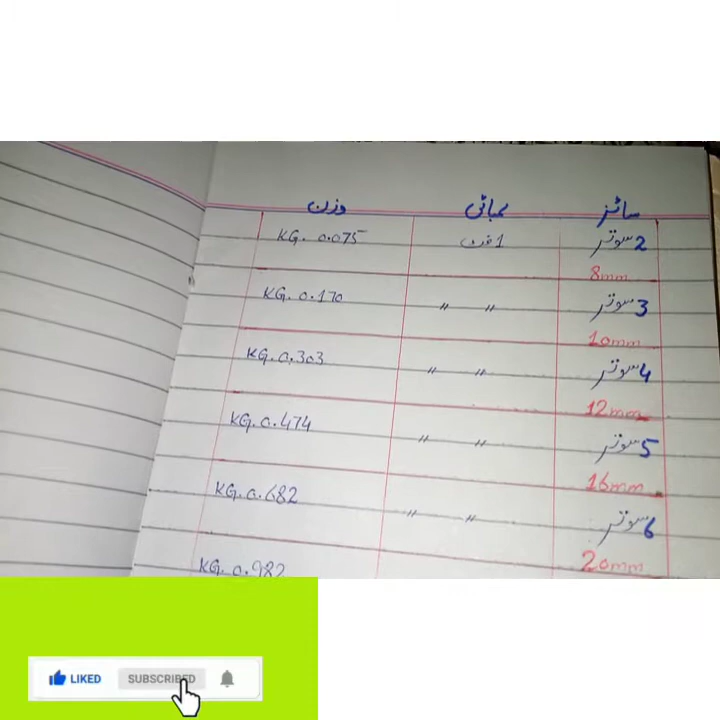 سائز لمبائی وزن
2 سوتر 1 فٹ KG. 0.075
8mm
3 سوتر " " KG. 0.170
10mm
4 سوتر " " KG. 0.303
12mm
5 سوتر " " KG. 0.474
16mm
6 سوتر " " KG. 0.682
20mm
KG. 0.982
LIKED SUBSCRIBED